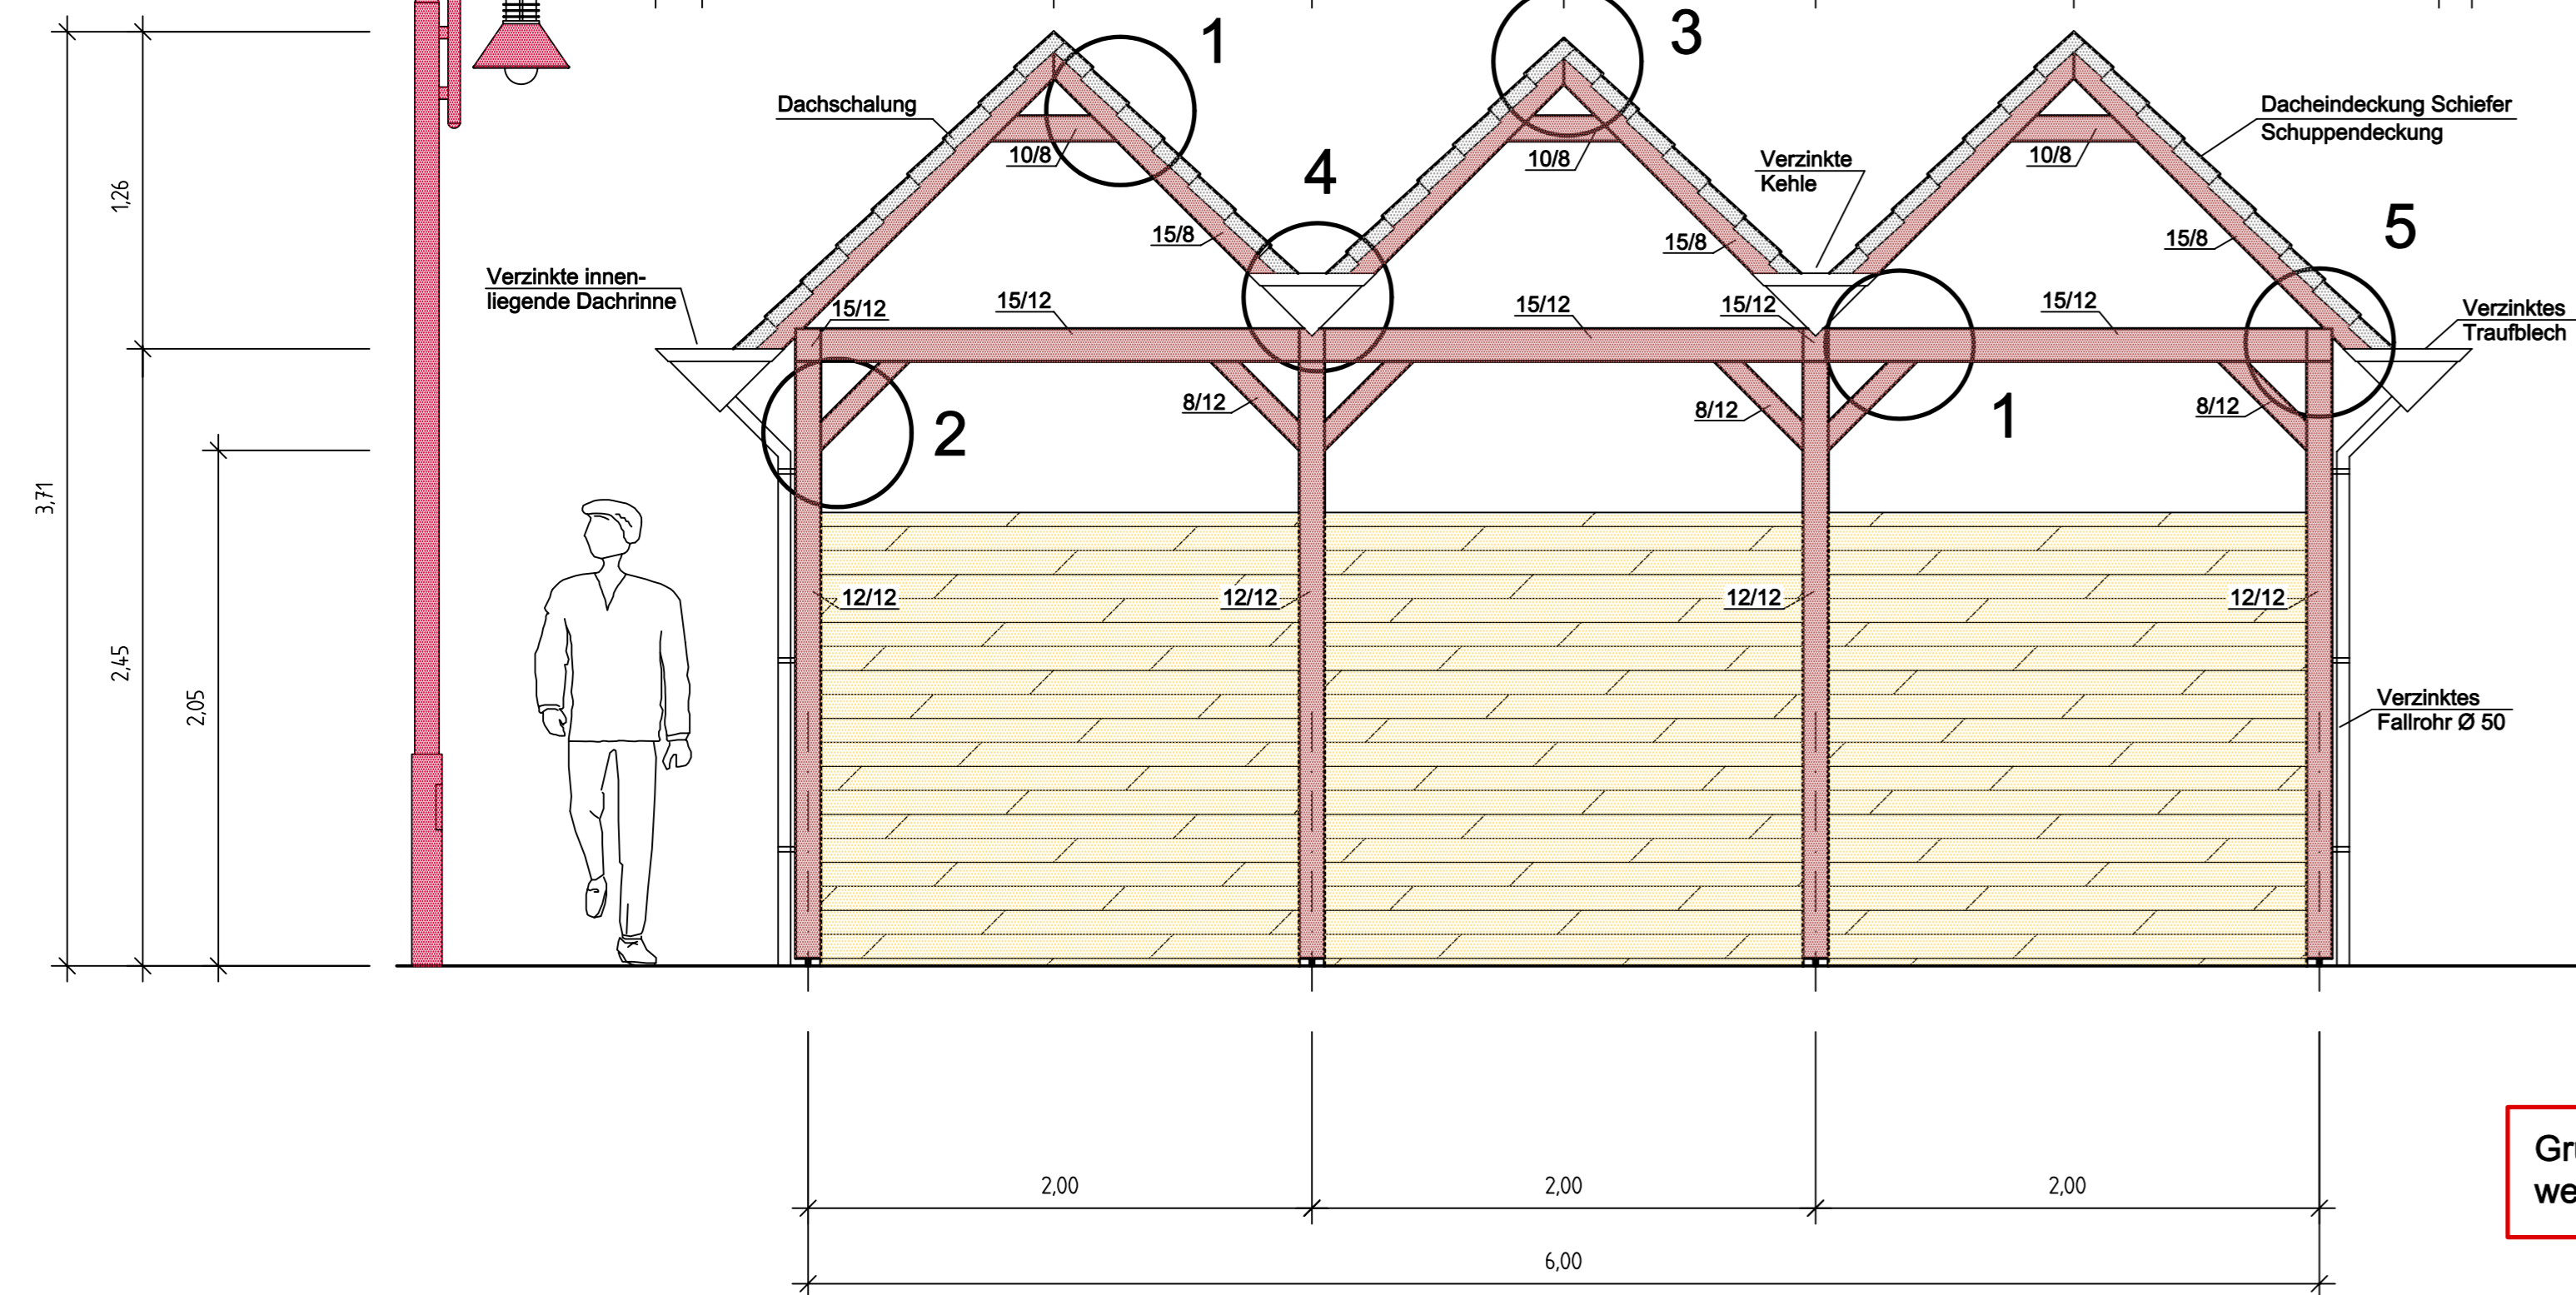 1
3
Dachschalung
Dacheindeckung Schiefer
Schuppendeckung
10/8
10/8
10/8
Verzinkte
Kehle
4
1,26
15/8
15/8
15/8
5
Verzinkte innen-
liegende Dachrinne
15/12
15/12
15/12
15/12
15/12
Verzinktes
Traufblech
2
8/12
8/12
1
8/12
3,71
12/12
12/12
12/12
12/12
2,45
2,05
Verzinktes
Fallrohr Ø 50
2,00
2,00
2,00
6,00